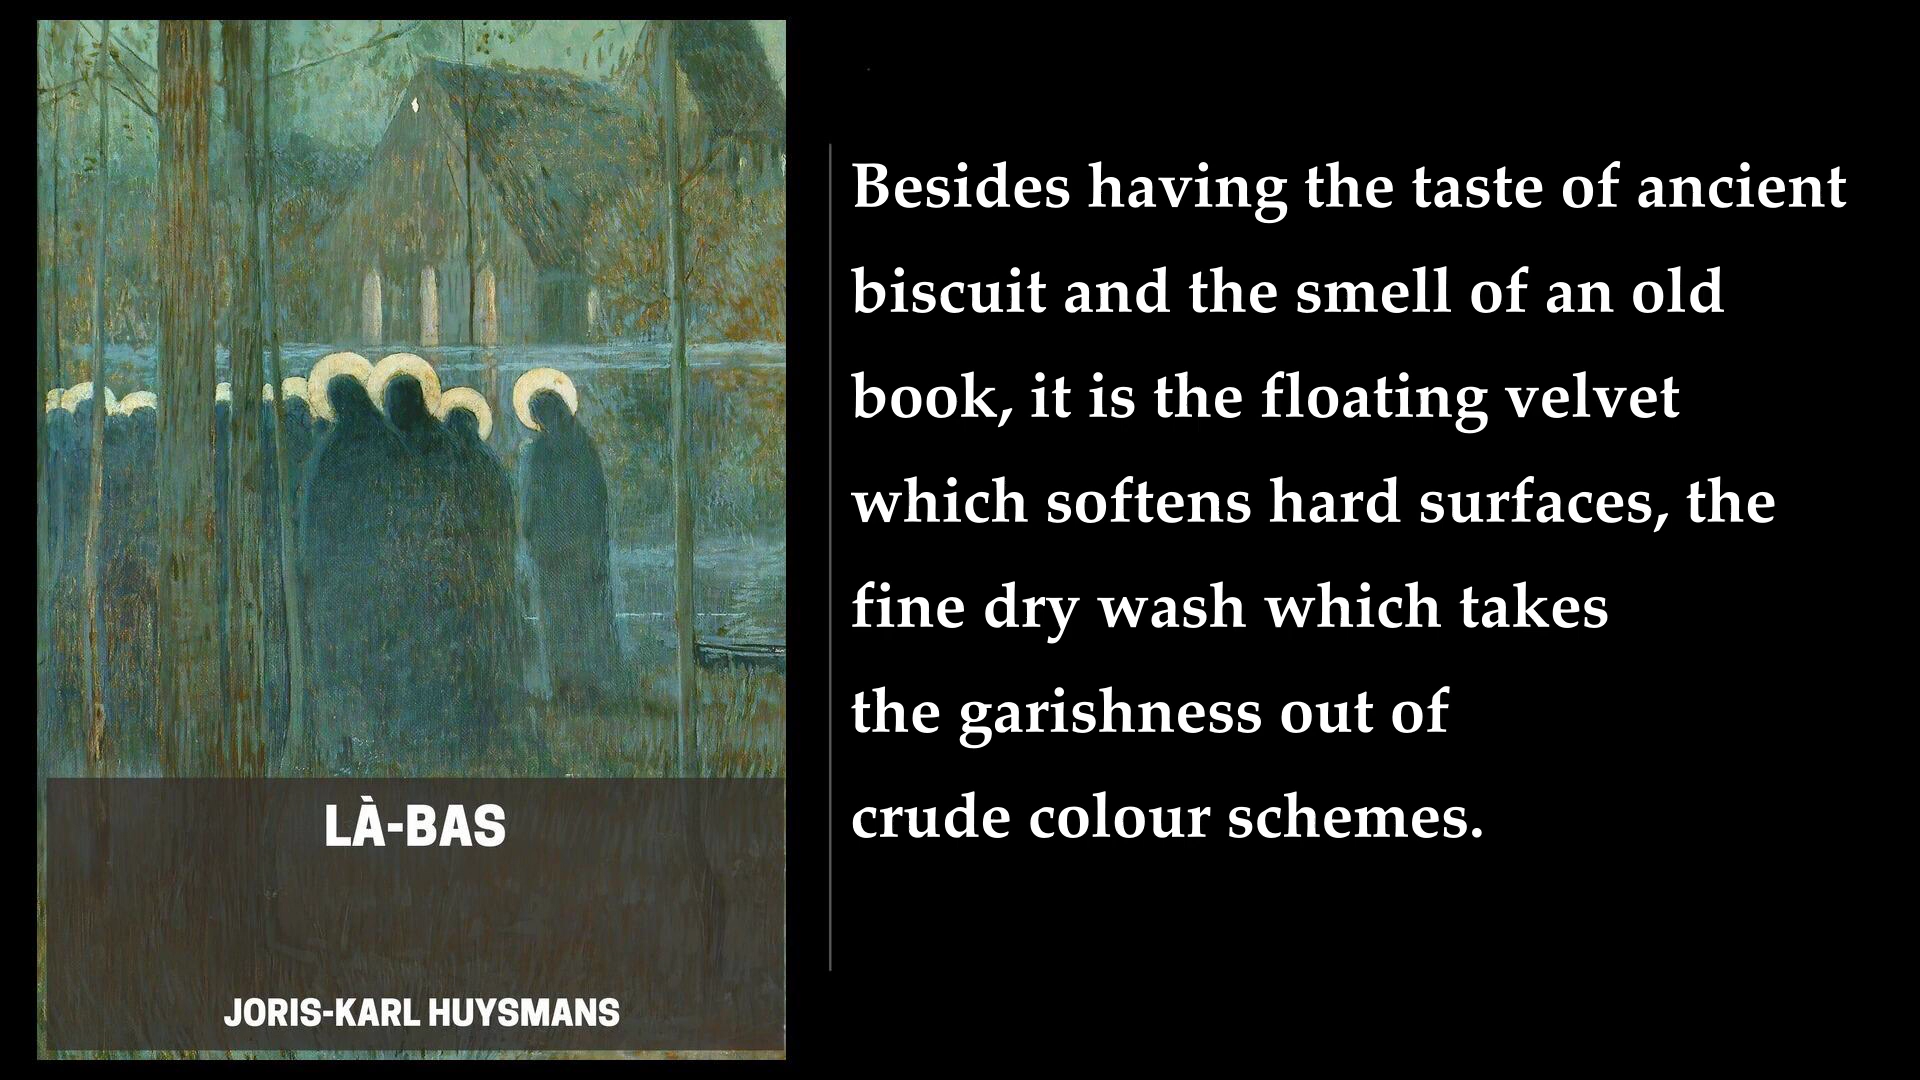 LÀ-BAS
JORIS-KARL HUYSMANS
Besides having the taste of ancient
biscuit and the smell of an old
book, it is the floating velvet
which softens hard surfaces, the
fine dry wash which takes
the garishness out of
crude colour schemes.